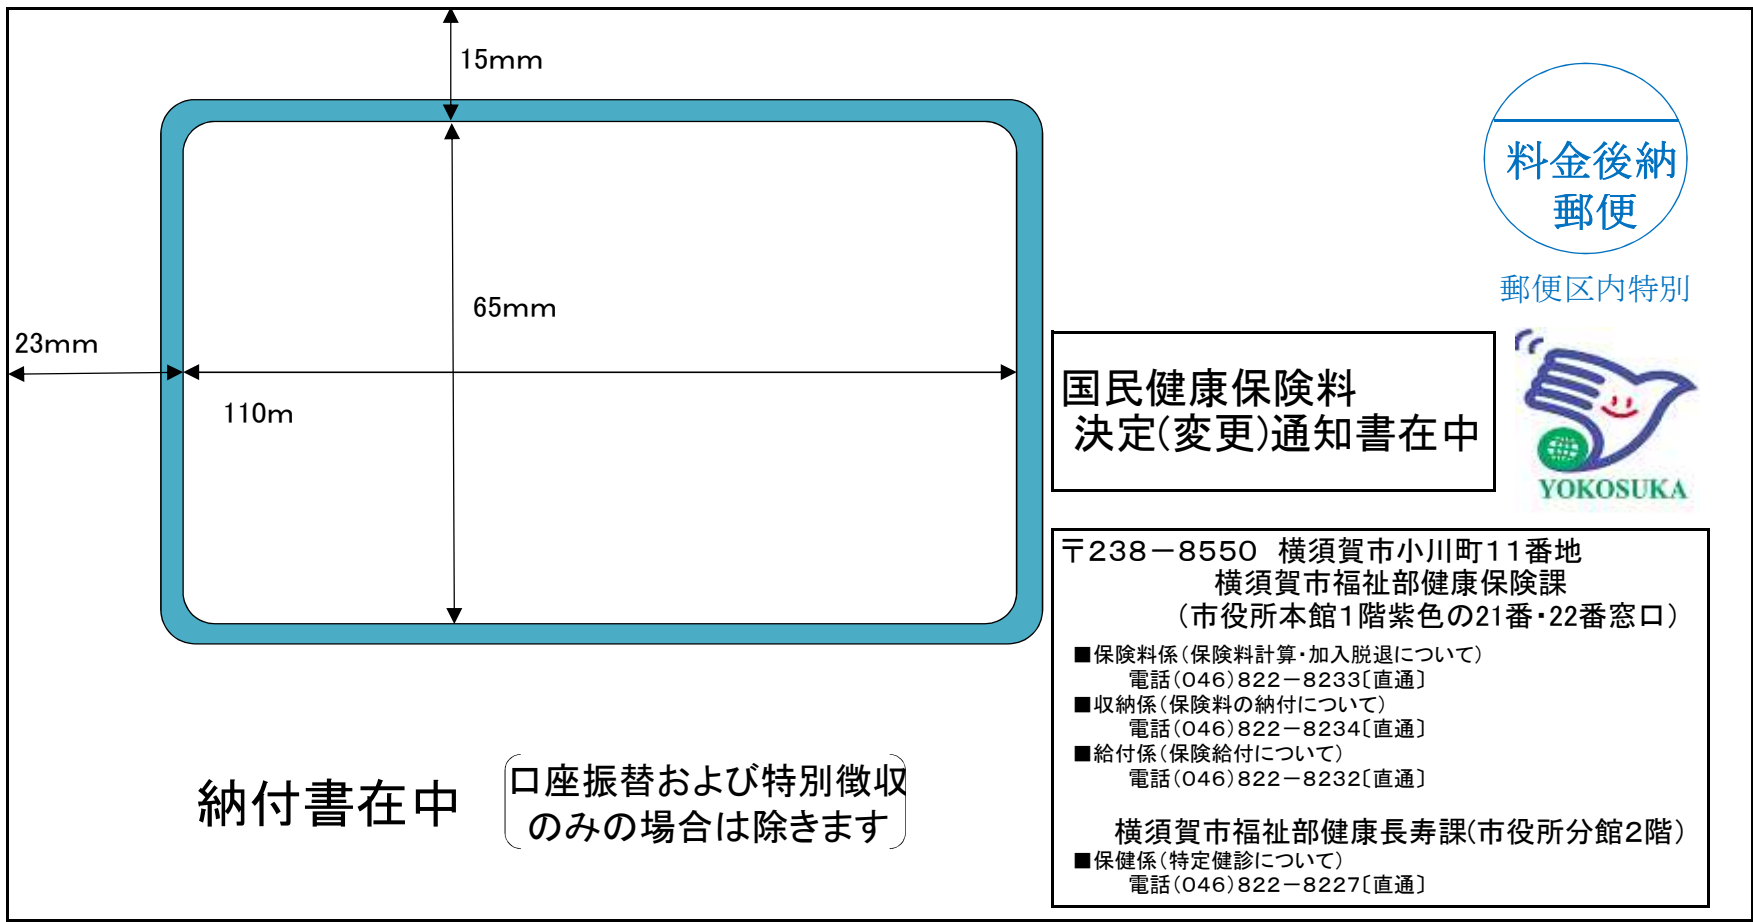 15mm
料金後納
郵便
郵便区内特別
65mm
23mm
110m
国民健康保険料
決定(変更)通知書在中
YOKOSUKA
〒238－8550 横須賀市小川町11番地
横須賀市福祉部健康保険課
（市役所本館1階紫色の21番・22番窓口）
■保険料係（保険料計算・加入脱退について）
電話（046）822－8233〔直通〕
■収納係（保険料の納付について）
電話（046）822－8234〔直通〕
■給付係（保険給付について）
電話（046）822－8232〔直通〕
横須賀市福祉部健康長寿課(市役所分館2階）
■保健係（特定健診について）
電話（046）822－8227〔直通〕
納付書在中
口座振替および特別徴収
のみの場合は除きます